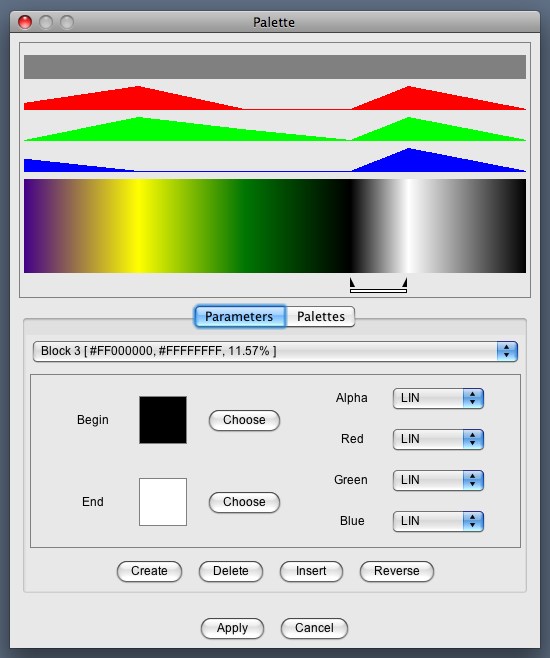 Palette
Parameters Palettes
Block 3 [ #FF000000, #FFFFFFFF, 11.57% ]
Begin Choose
End Choose
Alpha LIN
Red LIN
Green LIN
Blue LIN
Create Delete Insert Reverse
Apply Cancel